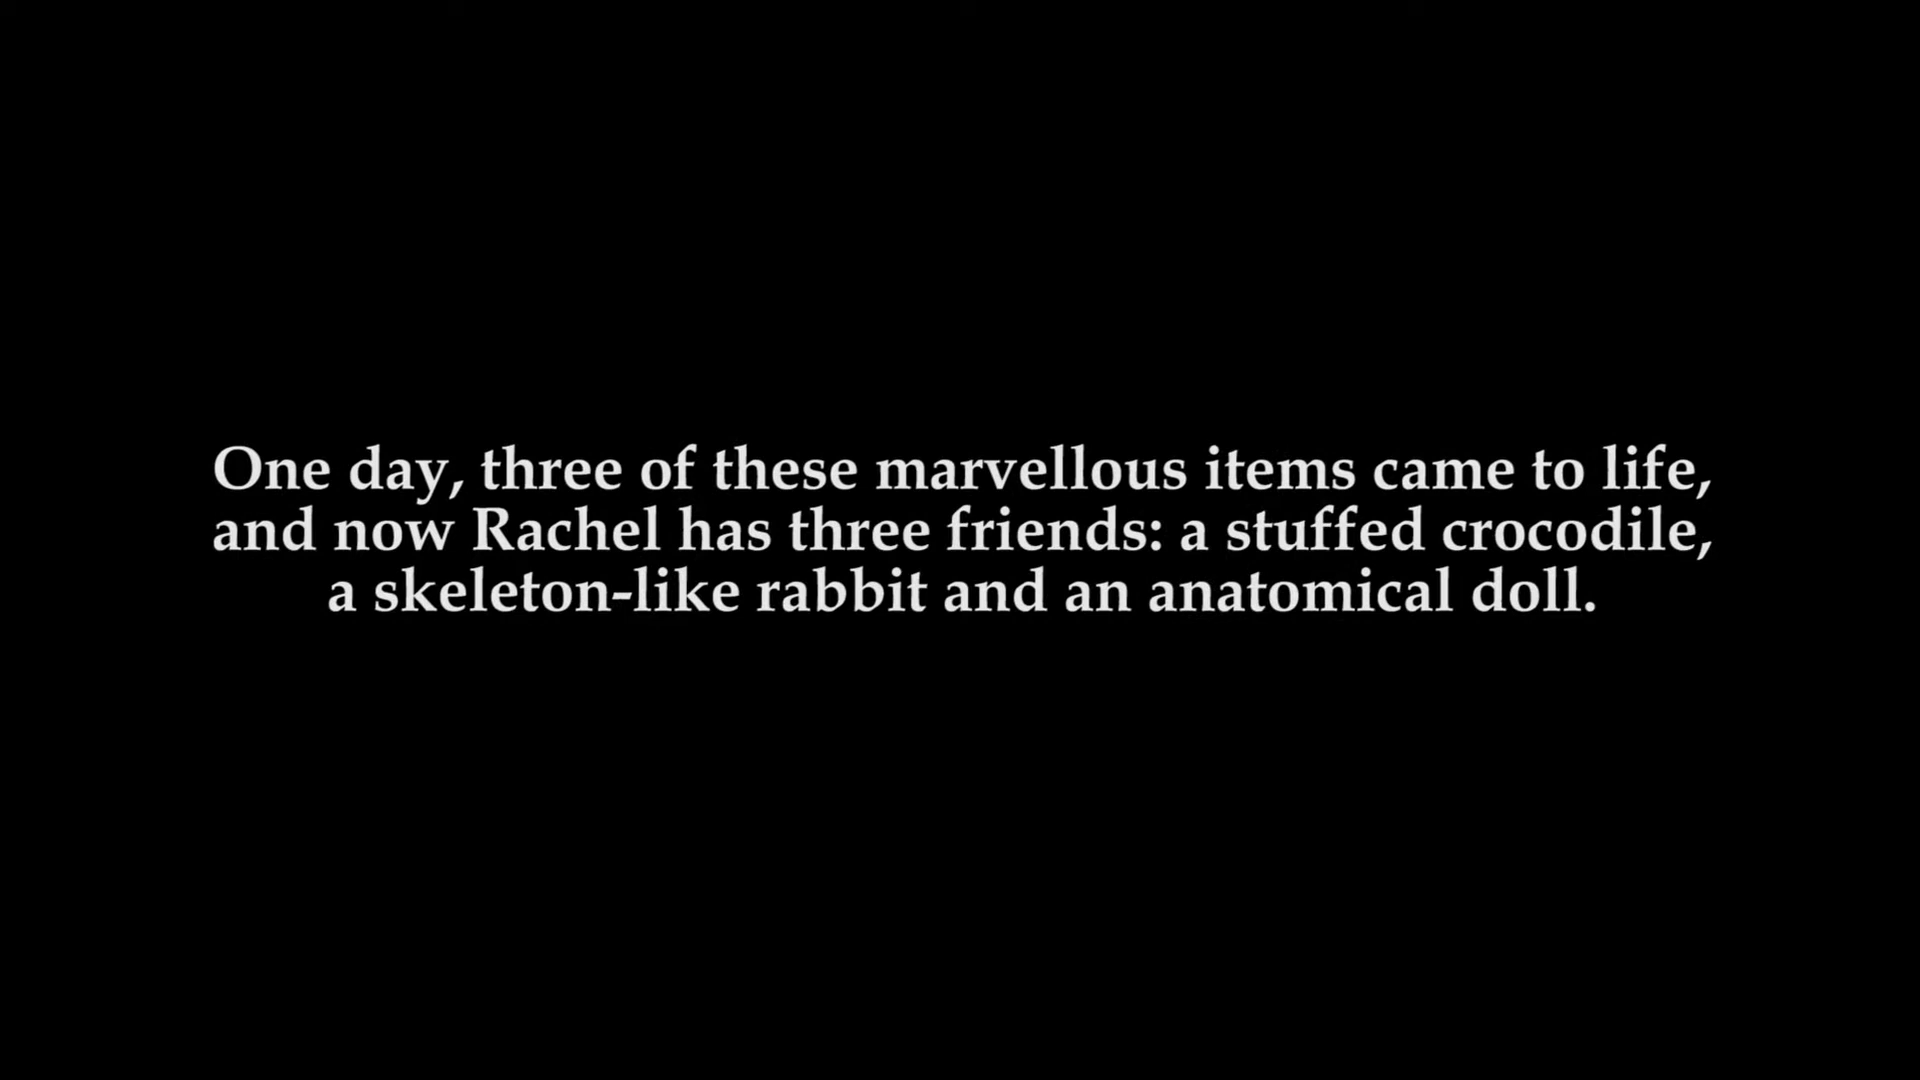 One day, three of these marvellous items came to life,
and now Rachel has three friends: a stuffed crocodile,
a skeleton-like rabbit and an anatomical doll.